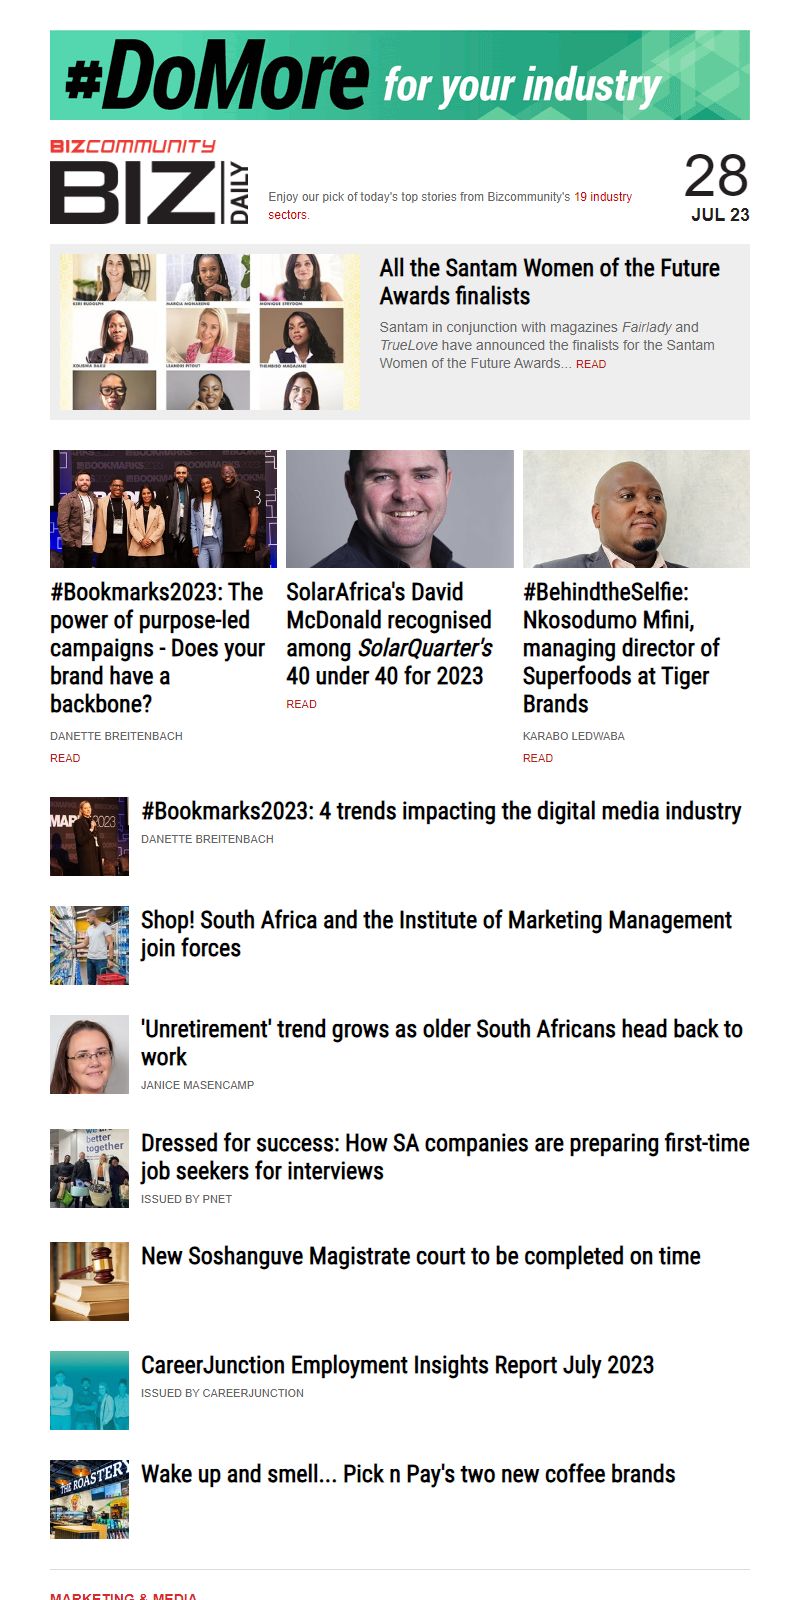 #DoMore for your industry
BIZCOMMUNITY
BIZ DAILY
Enjoy our pick of today's top stories from Bizcommunity's 19 industry
sectors.
28
JUL 23
KERI RUDOLPH
MONIQUE STRYDOM
All the Santam Women of the Future
Awards finalists
Santam in conjunction with magazines Fairlady and
TrueLove have announced the finalists for the Santam
Women of the Future Awards... READ
#Bookmarks2023: The
power of purpose-led
campaigns - Does your
brand have a
backbone?
DANETTE BREITENBACH
READ
SolarAfrica's David
McDonald recognised
among SolarQuarter's
40 under 40 for 2023
READ
#BehindtheSelfie:
Nkosodumo Mfini,
managing director of
Superfoods at Tiger
Brands
KARABO LEDWABA
READ
#Bookmarks2023: 4 trends impacting the digital media industry
DANETTE BREITENBACH
Shop! South Africa and the Institute of Marketing Management
join forces
'Unretirement' trend grows as older South Africans head back to
work
JANICE MASENCAMP
better
together
Dressed for success: How SA companies are preparing first-time
job seekers for interviews
ISSUED BY PNET
New Soshanguve Magistrate court to be completed on time
CareerJunction Employment Insights Report July 2023
ISSUED BY CAREERJUNCTION
THE ROASTERY
Wake up and smell... Pick n Pay's two new coffee brands
MARKETING & MEDIA